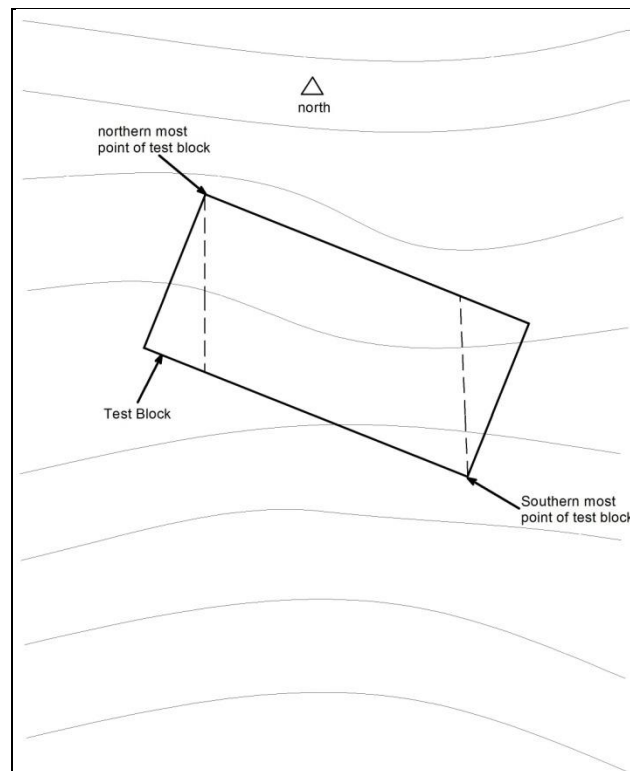 north
northern most
point of test block
Test Block
Southern most
point of test block